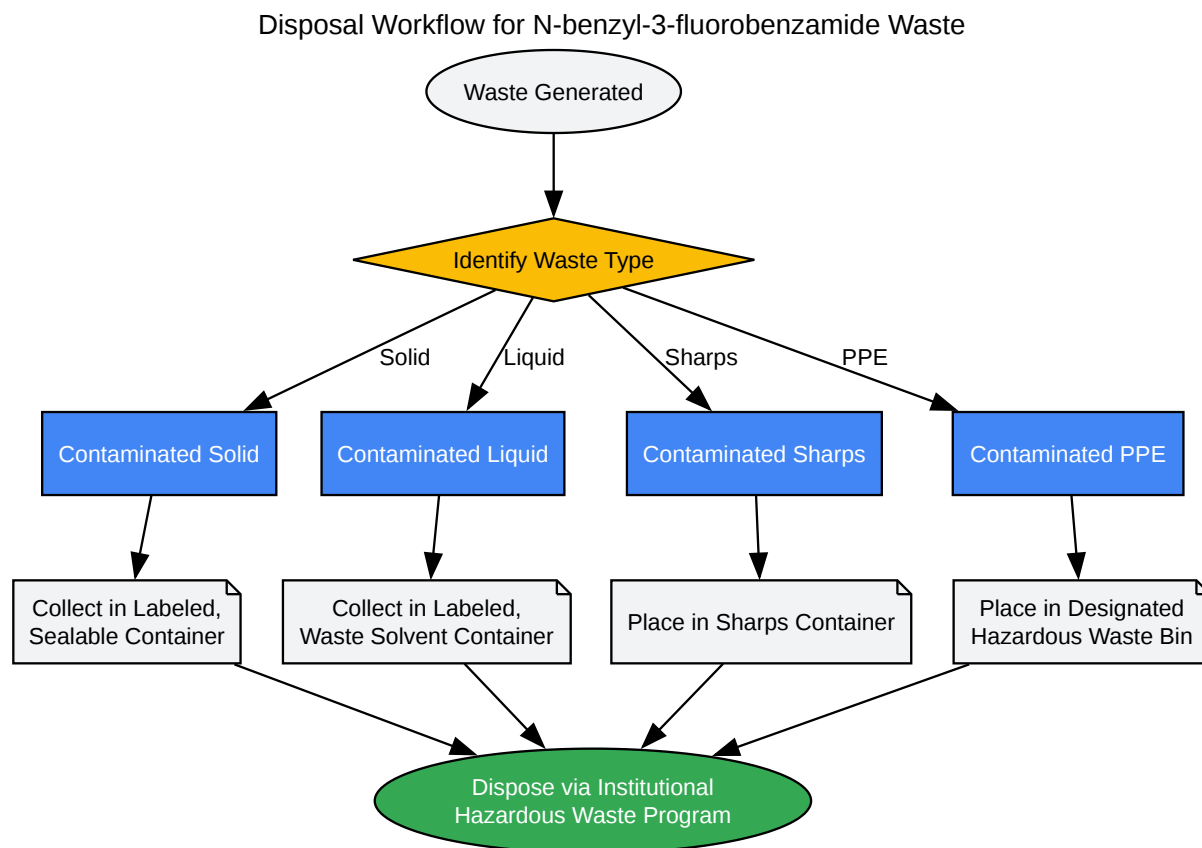 Disposal Workflow for N-benzyl-3-fluorobenzamide Waste
Waste Generated
Identify Waste Type
Solid
Liquid
Sharps
PPE
Contaminated Solid
Contaminated Liquid
Contaminated Sharps
Contaminated PPE
Collect in Labeled,
Sealable Container
Collect in Labeled,
Waste Solvent Container
Place in Sharps Container
Place in Designated
Hazardous Waste Bin
Dispose via Institutional
Hazardous Waste Program